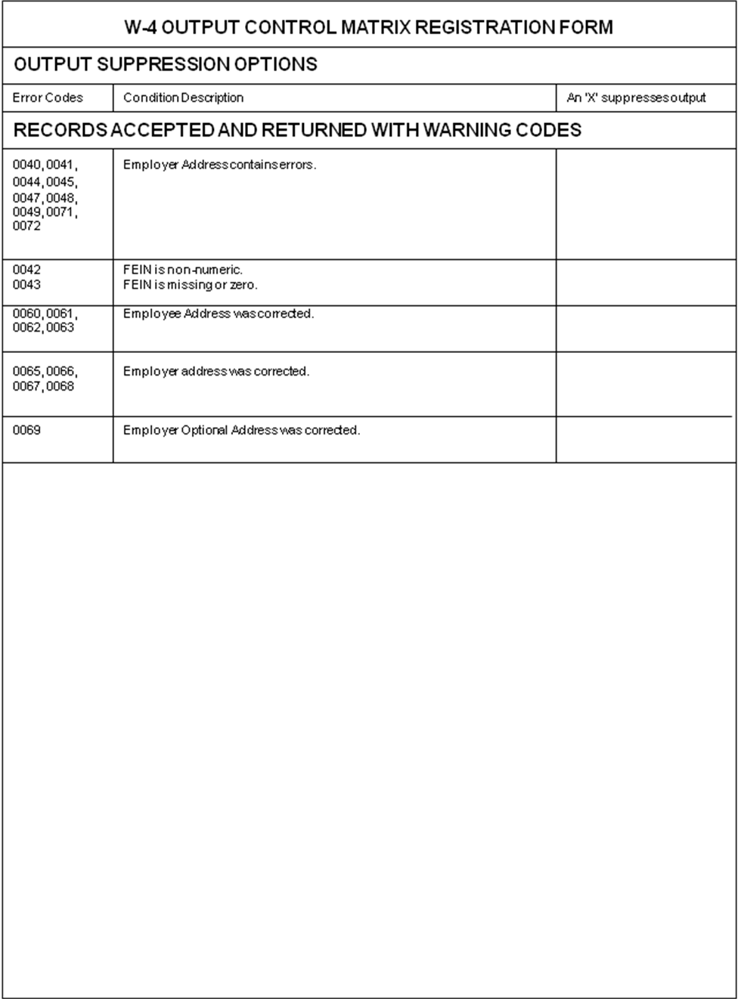 W-4 OUTPUT CONTROL MATRIX REGISTRATION FORM
OUTPUT SUPPRESSION OPTIONS
Error Codes Condition Description An 'X' suppresses output
RECORDS ACCEPTED AND RETURNED WITH WARNING CODES
0040, 0041, Employer Address contains errors.
0044, 0045,
0047, 0048,
0049, 0071,
0072
0042 FEIN is non-numeric.
0043 FEIN is missing or zero.
0060, 0061, Employee Address was corrected.
0062, 0063
0065, 0066, Employer address was corrected.
0067, 0068
0069 Employer Optional Address was corrected.